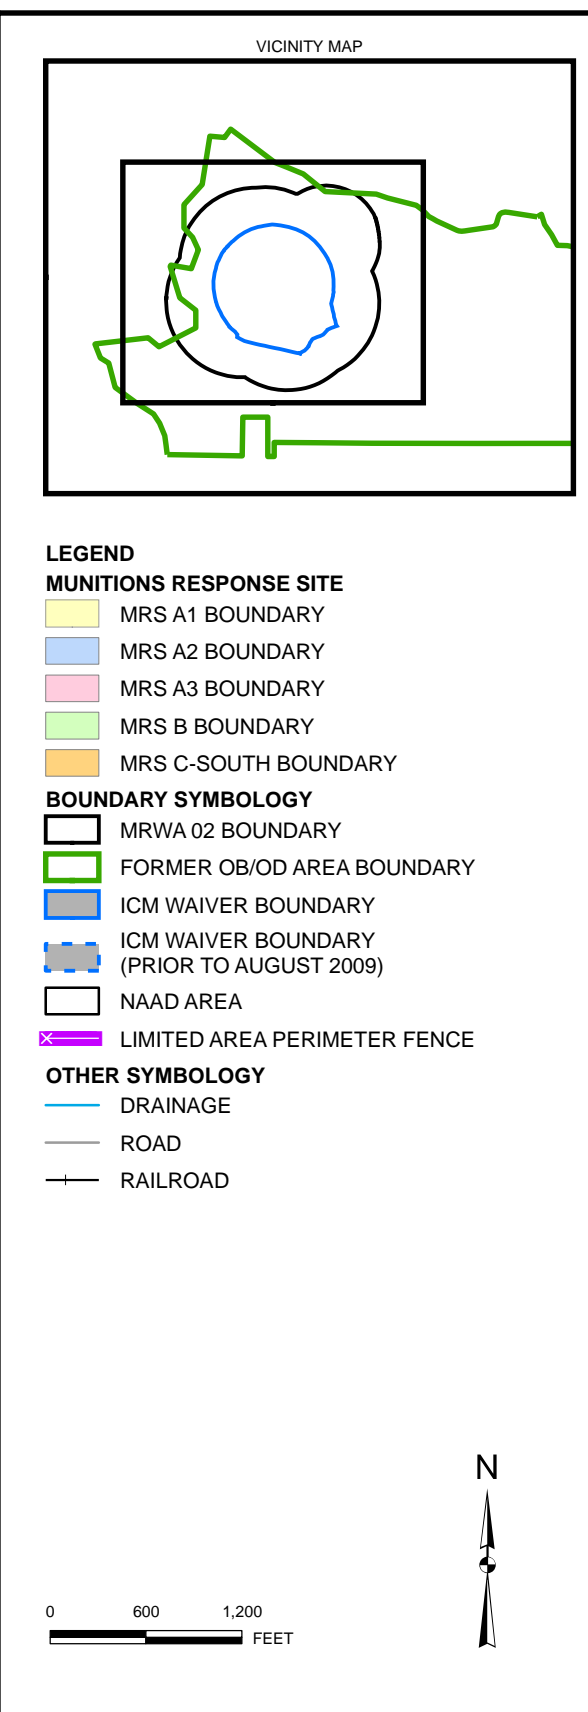 VICINITY MAP
LEGEND
MUNITIONS RESPONSE SITE
MRS A1 BOUNDARY
MRS A2 BOUNDARY
MRS A3 BOUNDARY
MRS B BOUNDARY
MRS C-SOUTH BOUNDARY
BOUNDARY SYMBOLOGY
MRWA 02 BOUNDARY
FORMER OB/OD AREA BOUNDARY
ICM WAIVER BOUNDARY
ICM WAIVER BOUNDARY
(PRIOR TO AUGUST 2009)
NAAD AREA
LIMITED AREA PERIMETER FENCE
OTHER SYMBOLOGY
DRAINAGE
ROAD
RAILROAD
N
0 600 1,200
FEET